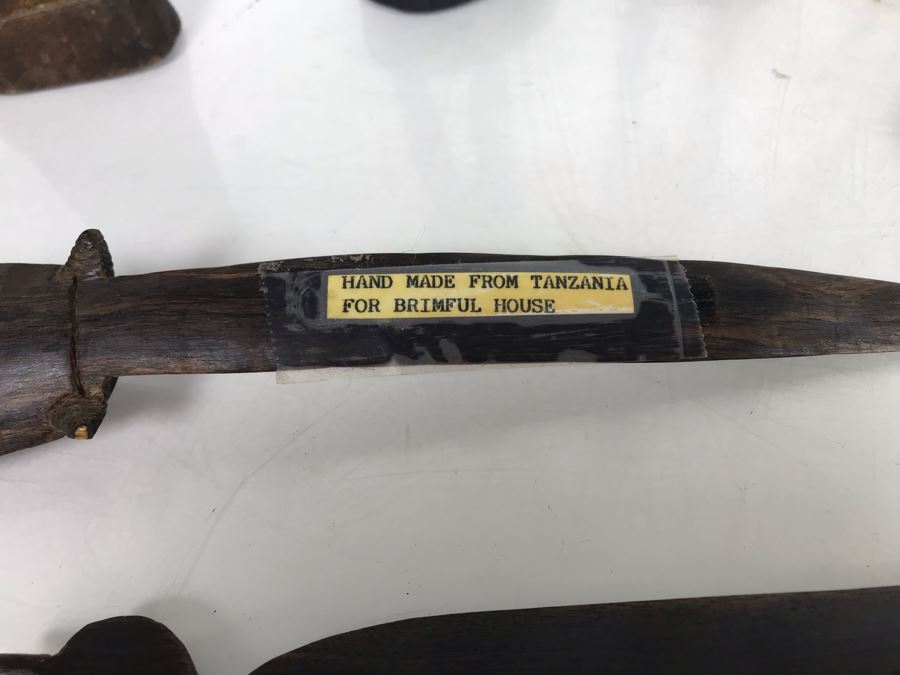 HAND MADE FROM TANZANIA
FOR BRIMFUL HOUSE